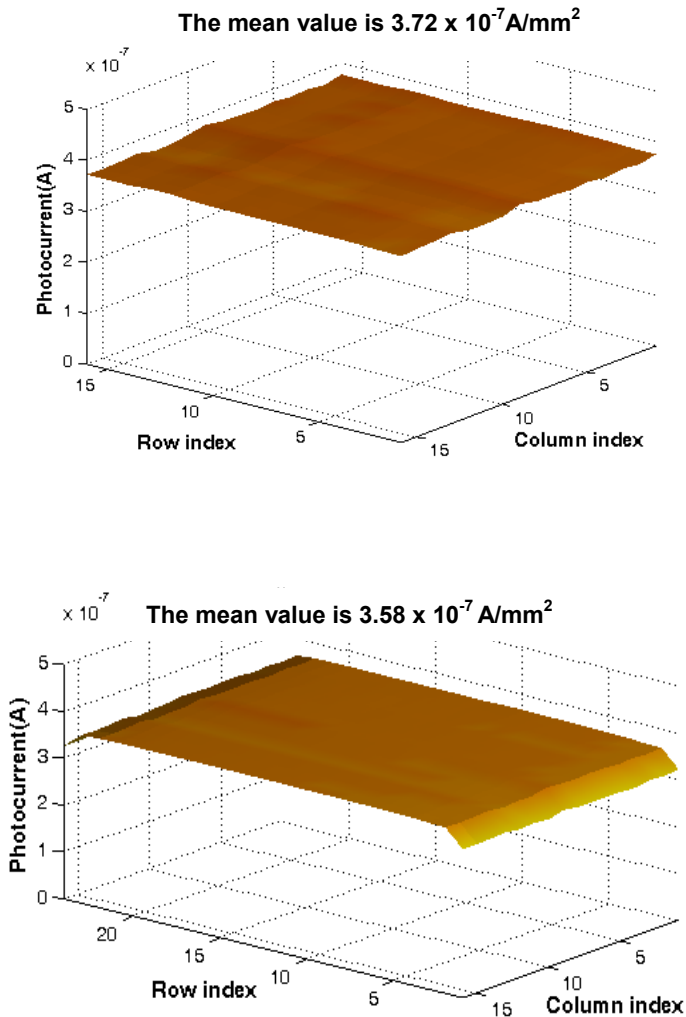 The mean value is 3.72 x 10⁻⁷A/mm²
x 10⁻⁷
5
4
3
2
1
0
Photocurrent(A)
15
10
5
Row index
15
10
5
Column index
The mean value is 3.58 x 10⁻⁷ A/mm²
x 10⁻⁷
5
4
3
2
1
0
Photocurrent(A)
20
15
10
5
Row index
15
10
5
Column index